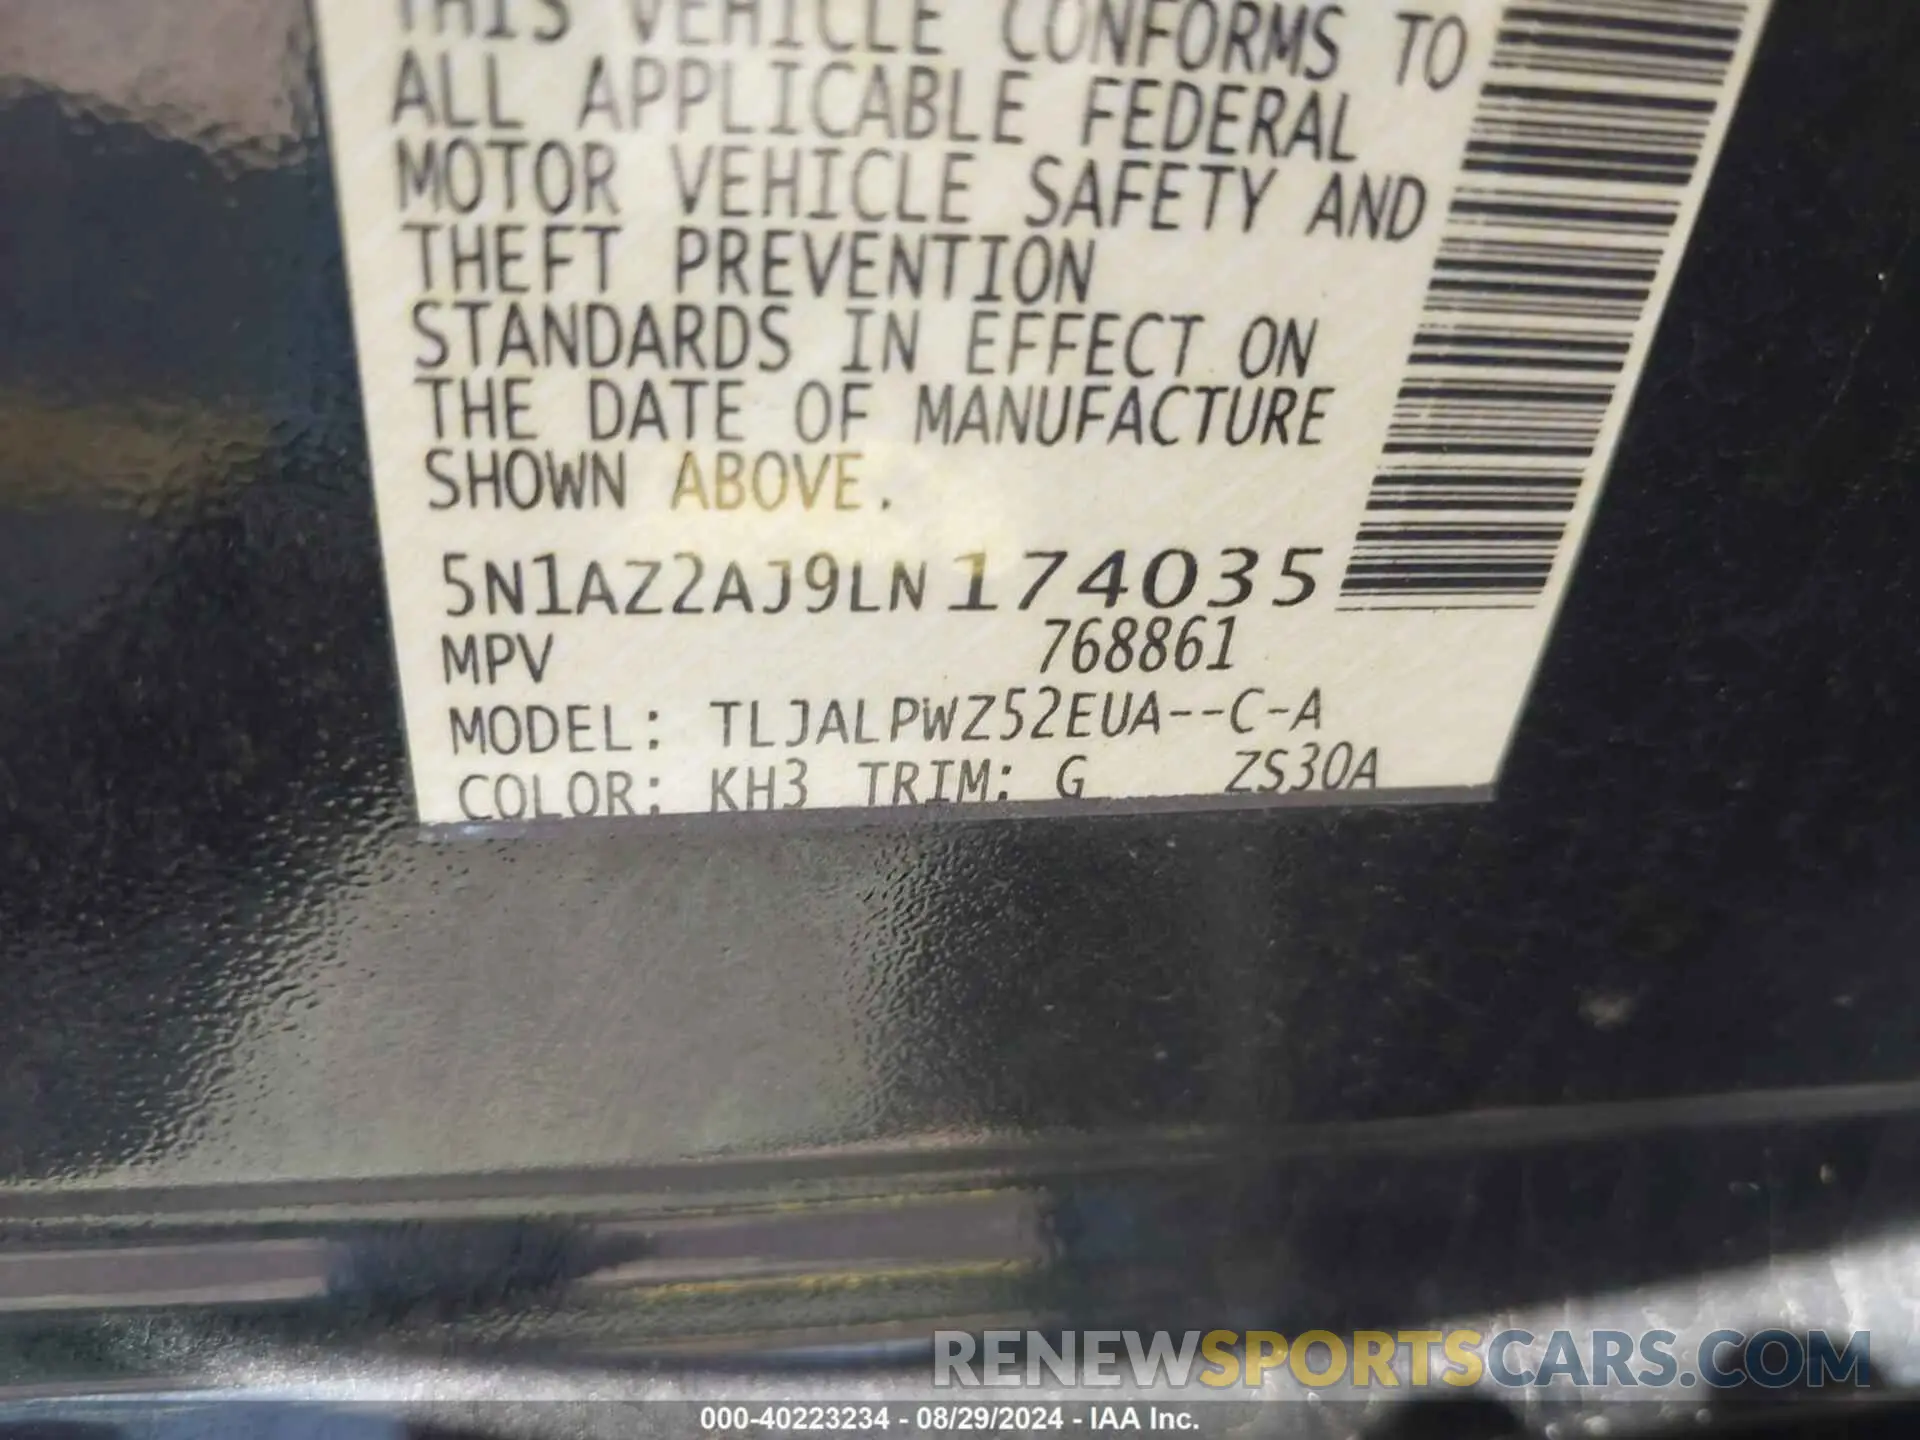 THIS VEHICLE CONFORMS TO
ALL APPLICABLE FEDERAL
MOTOR VEHICLE SAFETY AND
THEFT PREVENTION
STANDARDS IN EFFECT ON
THE DATE OF MANUFACTURE
SHOWN ABOVE.
5N1AZ2AJ9LN174035
MPV 768861
MODEL: TLJALPWZ52EUA--C-A
COLOR: KH3 TRIM: G ZS30A
RENEWSPORTSCARS.COM
000-40223234 - 08/29/2024 - IAA Inc.